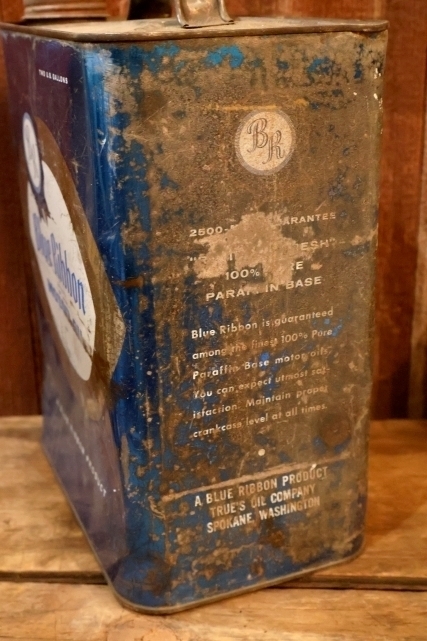 TWO U.S. GALLONS
Blue Ribbon
BR
2500-
100%
PARAFFIN BASE
Blue Ribbon is guaranteed
among the finest 100% Pure
Paraffin Base motor oils.
You can expect utmost sat-
isfaction. Maintain proper
crankcase level at all times.
A BLUE RIBBON PRODUCT
TRUE'S OIL COMPANY
SPOKANE, WASHINGTON